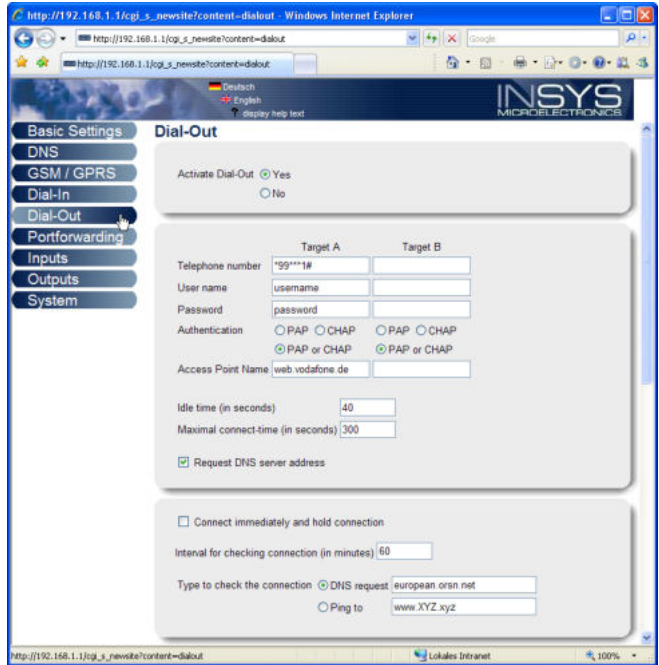 http://192.168.1.1/cgi_s_newsite?content=dialout - Windows Internet Explorer
http://192.168.1.1/cgi_s_newsite?content=dialout
Google
http://192.168.1.1/cgi_s_newsite?content=dialout
Deutsch
English
? display help text
INSYS
MICROELECTRONICS
Basic Settings
DNS
GSM / GPRS
Dial-In
Dial-Out
Portforwarding
Inputs
Outputs
System
Dial-Out
Activate Dial-Out Yes
No
Target A Target B
Telephone number *99***1#
User name username
Password password
Authentication PAP CHAP PAP CHAP
PAP or CHAP PAP or CHAP
Access Point Name web.vodafone.de
Idle time (in seconds) 40
Maximal connect-time (in seconds) 300
Request DNS server address
Connect immediately and hold connection
Interval for checking connection (in minutes) 60
Type to check the connection DNS request european.orsn.net
Ping to www.XYZ.xyz
http://192.168.1.1/cgi_s_newsite?content=dialout Lokales Intranet 100%